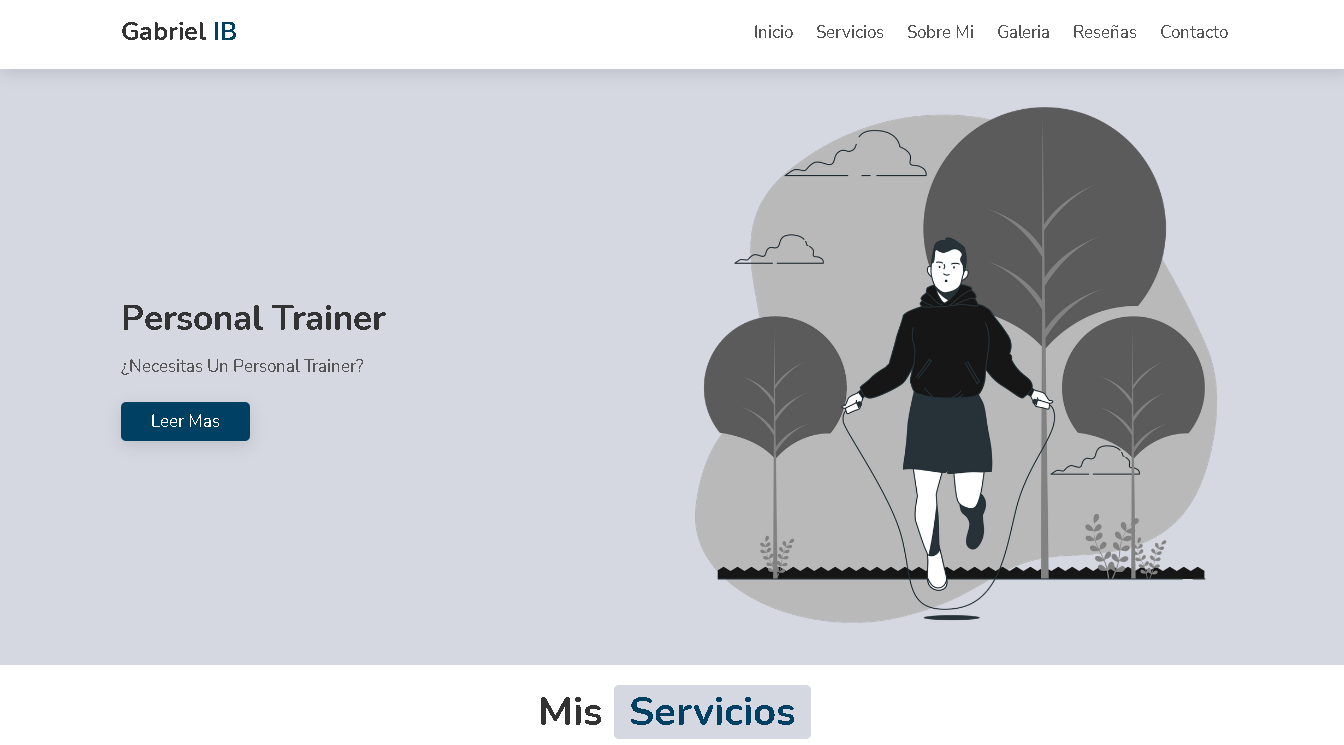 Gabriel IB
Inicio Servicios Sobre Mi Galeria Reseñas Contacto
Personal Trainer
¿Necesitas Un Personal Trainer?
Leer Mas
Mis Servicios